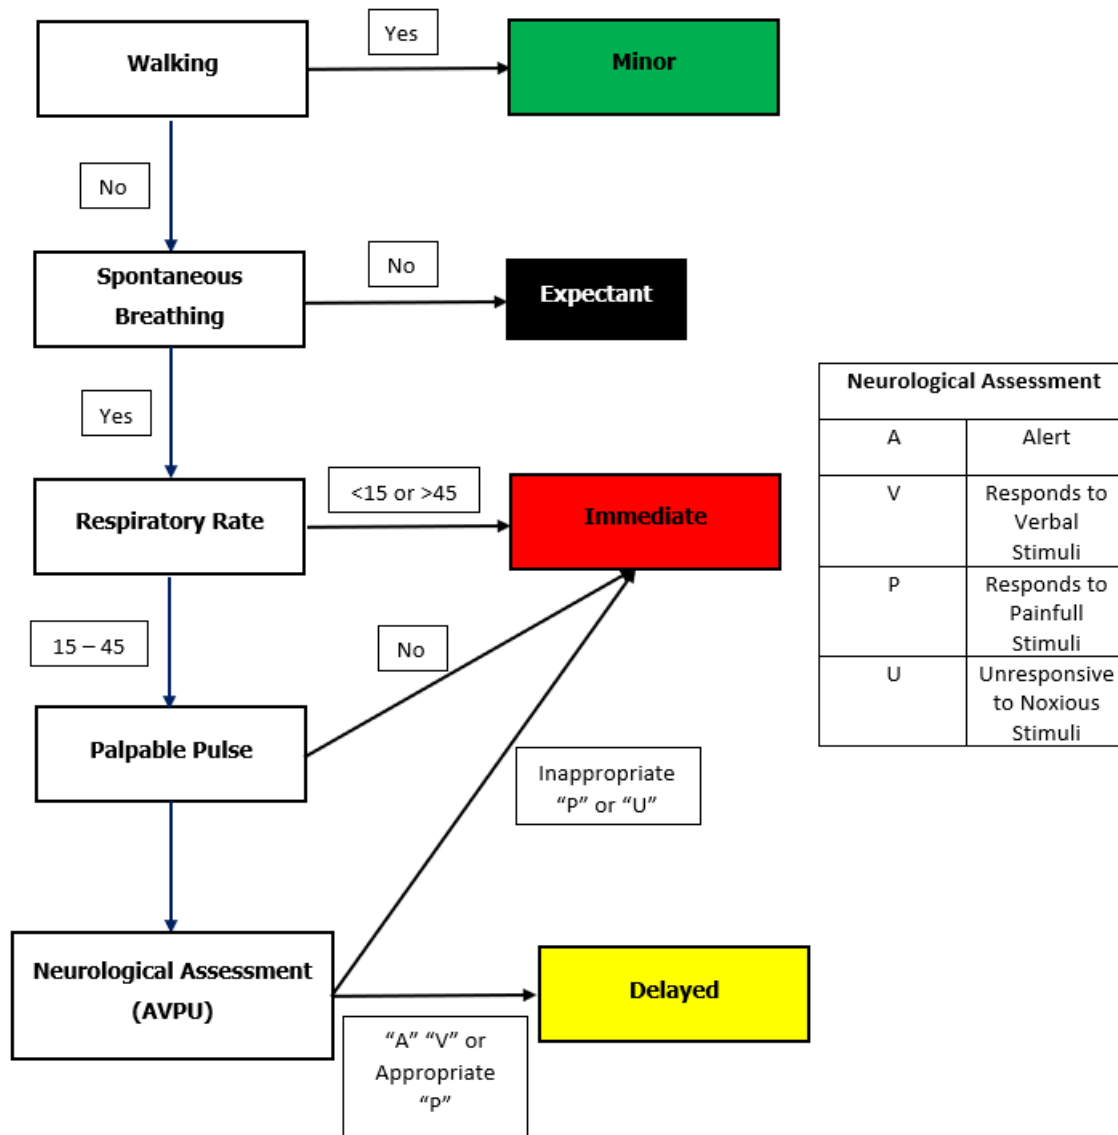 Yes
Walking
Minor
No
Spontaneous
Breathing
No
Expectant
Yes
Respiratory Rate
<15 or >45
Immediate
15 – 45
No
Palpable Pulse
Inappropriate
“P” or “U”
Neurological Assessment
(AVPU)
Delayed
“A” “V” or
Appropriate
“P”
Neurological Assessment
A
Alert
V
Responds to
Verbal
Stimuli
P
Responds to
Painfull
Stimuli
U
Unresponsive
to Noxious
Stimuli